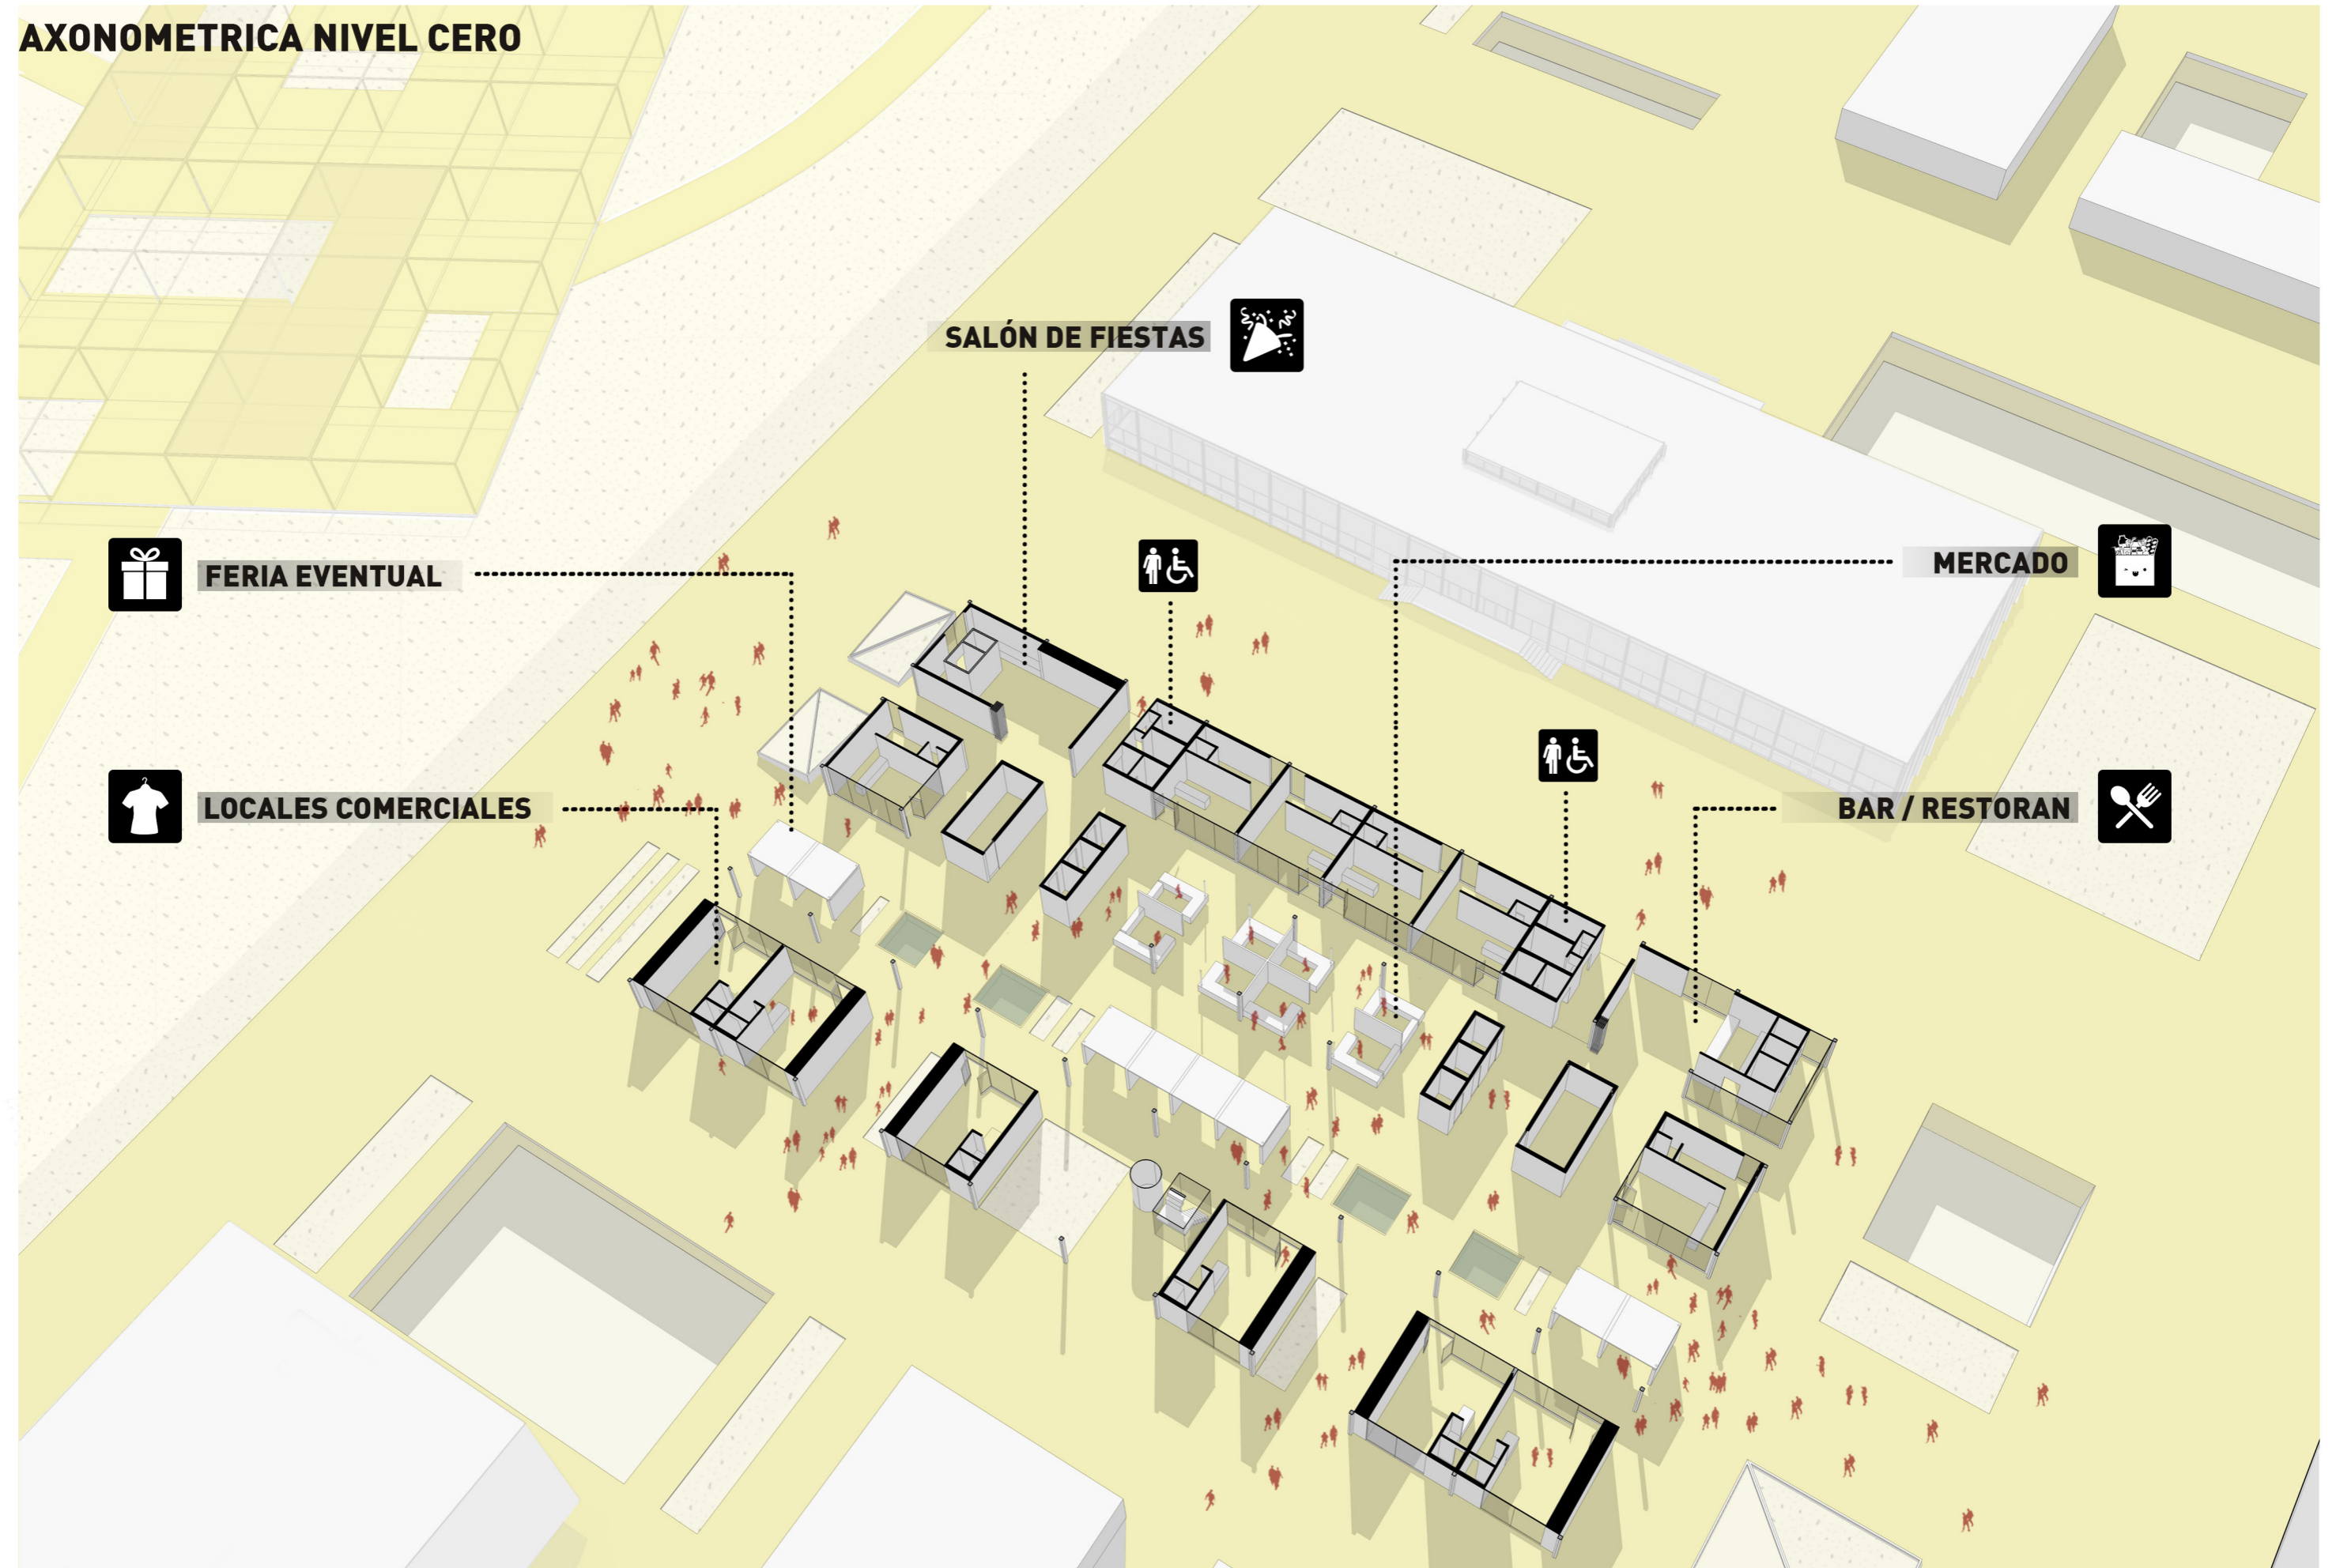 AXONOMETRICA NIVEL CERO
SALÓN DE FIESTAS
FERIA EVENTUAL
MERCADO
LOCALES COMERCIALES
BAR / RESTORAN